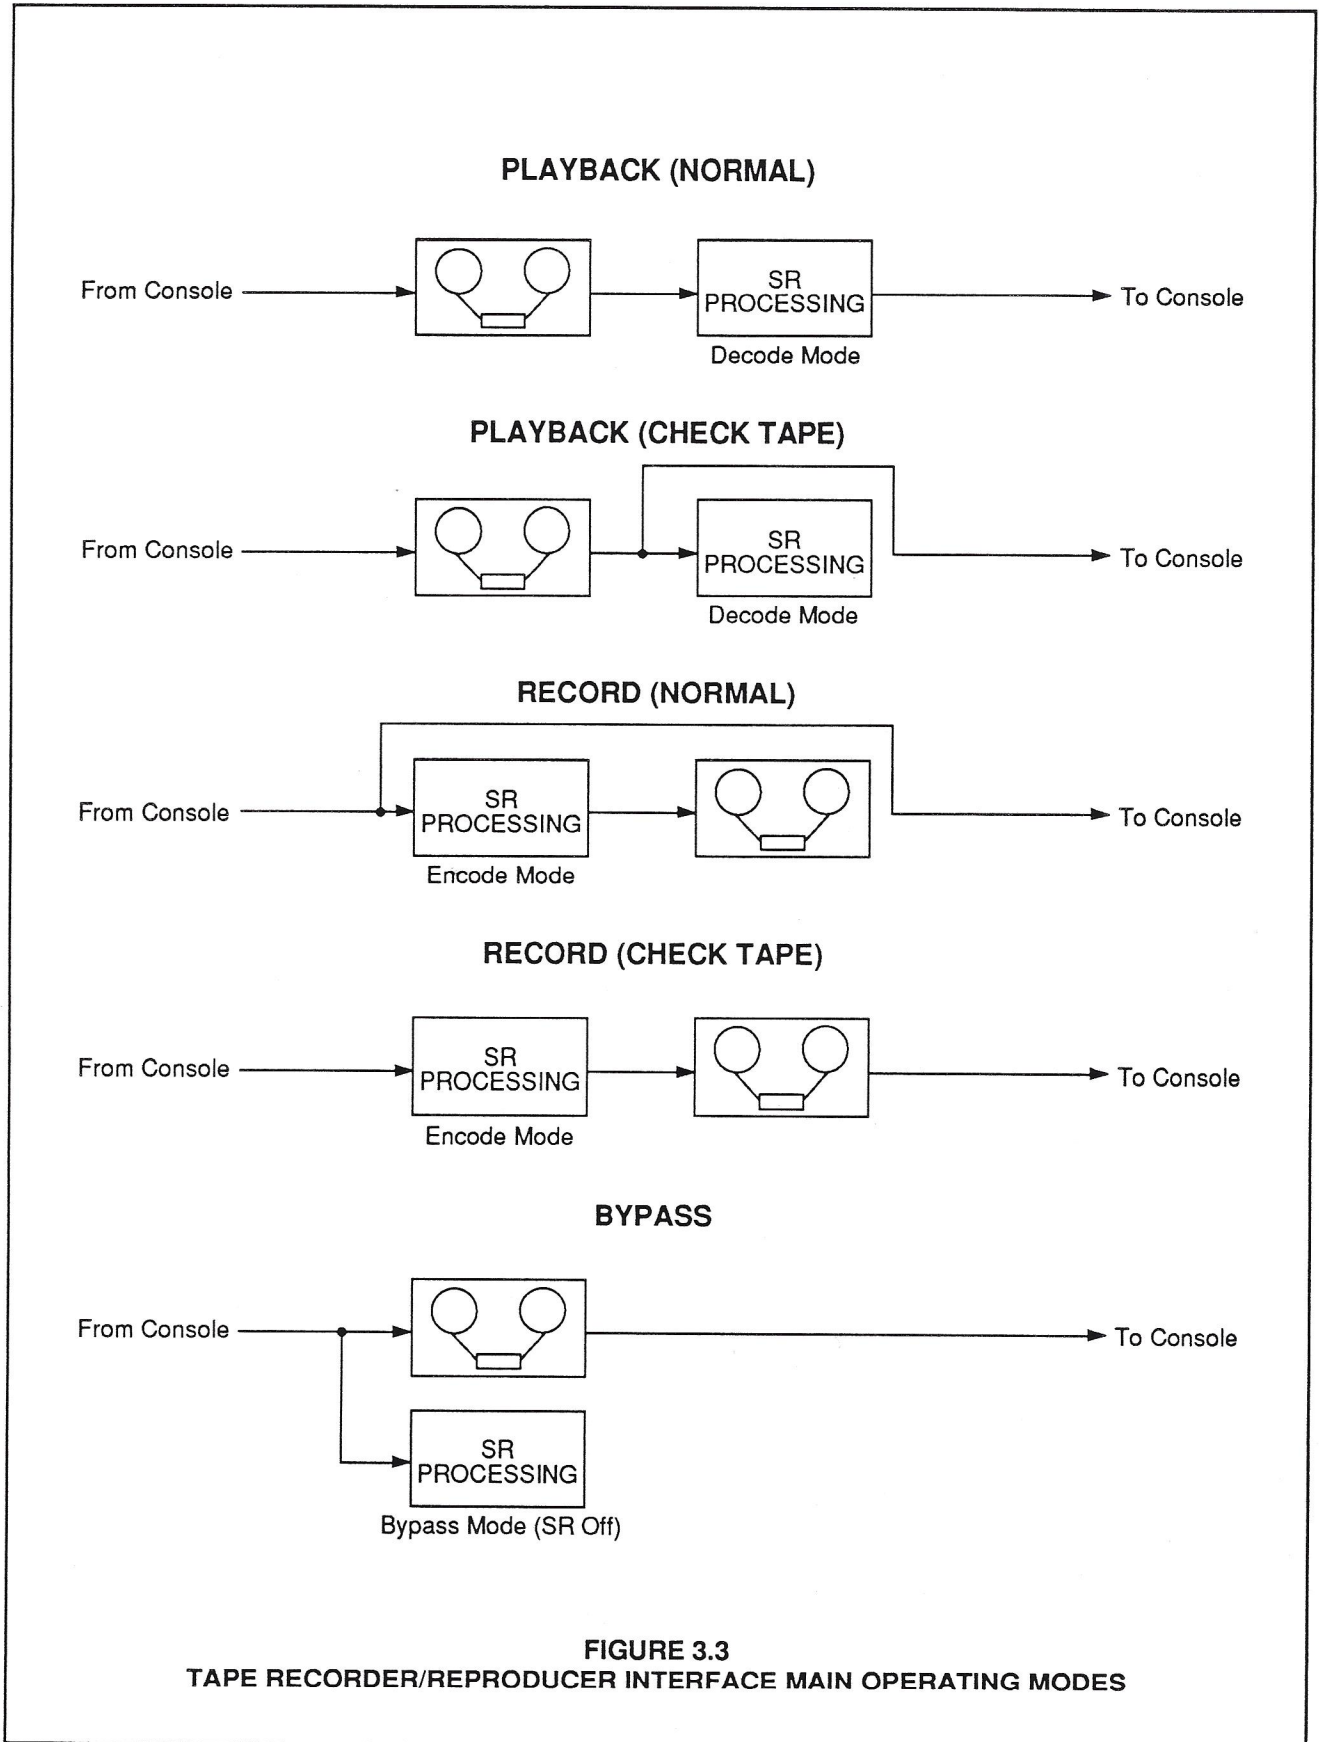 PLAYBACK (NORMAL)
From Console
SR
PROCESSING
To Console
Decode Mode
PLAYBACK (CHECK TAPE)
From Console
SR
PROCESSING
To Console
Decode Mode
RECORD (NORMAL)
From Console
SR
PROCESSING
To Console
Encode Mode
RECORD (CHECK TAPE)
From Console
SR
PROCESSING
To Console
Encode Mode
BYPASS
From Console
To Console
SR
PROCESSING
Bypass Mode (SR Off)
FIGURE 3.3
TAPE RECORDER/REPRODUCER INTERFACE MAIN OPERATING MODES